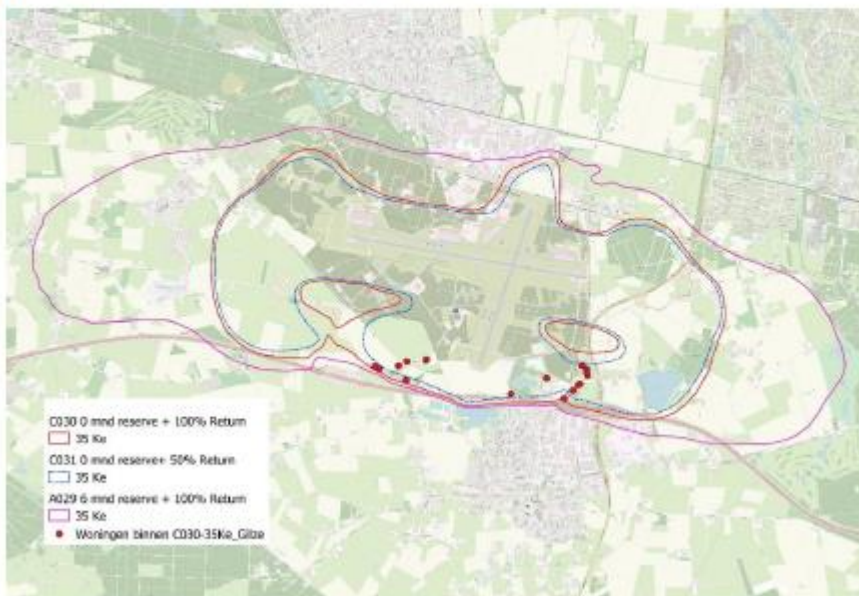 C030 0 mnd reserve + 100% Return
35 Ke
C031 0 mnd reserve+ 50% Return
35 Ke
A029 6 mnd reserve + 100% Return
35 Ke
Woningen binnen C030-35Ke_Gilze